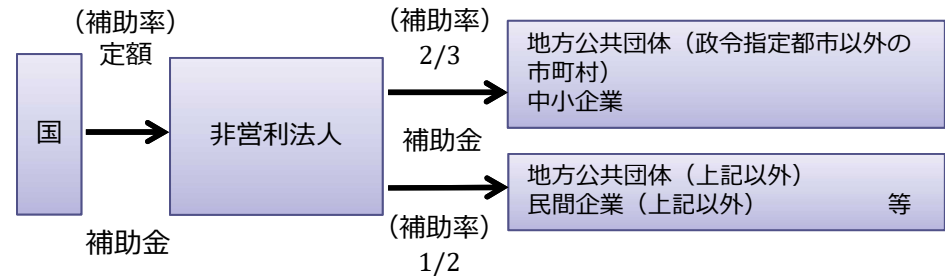 （補助率）
定額
国
補助金
非営利法人
（補助率）
2/3
補助金
（補助率）
1/2
地方公共団体（政令指定都市以外の
市町村）
中小企業
地方公共団体（上記以外）
民間企業（上記以外）　　　　　等